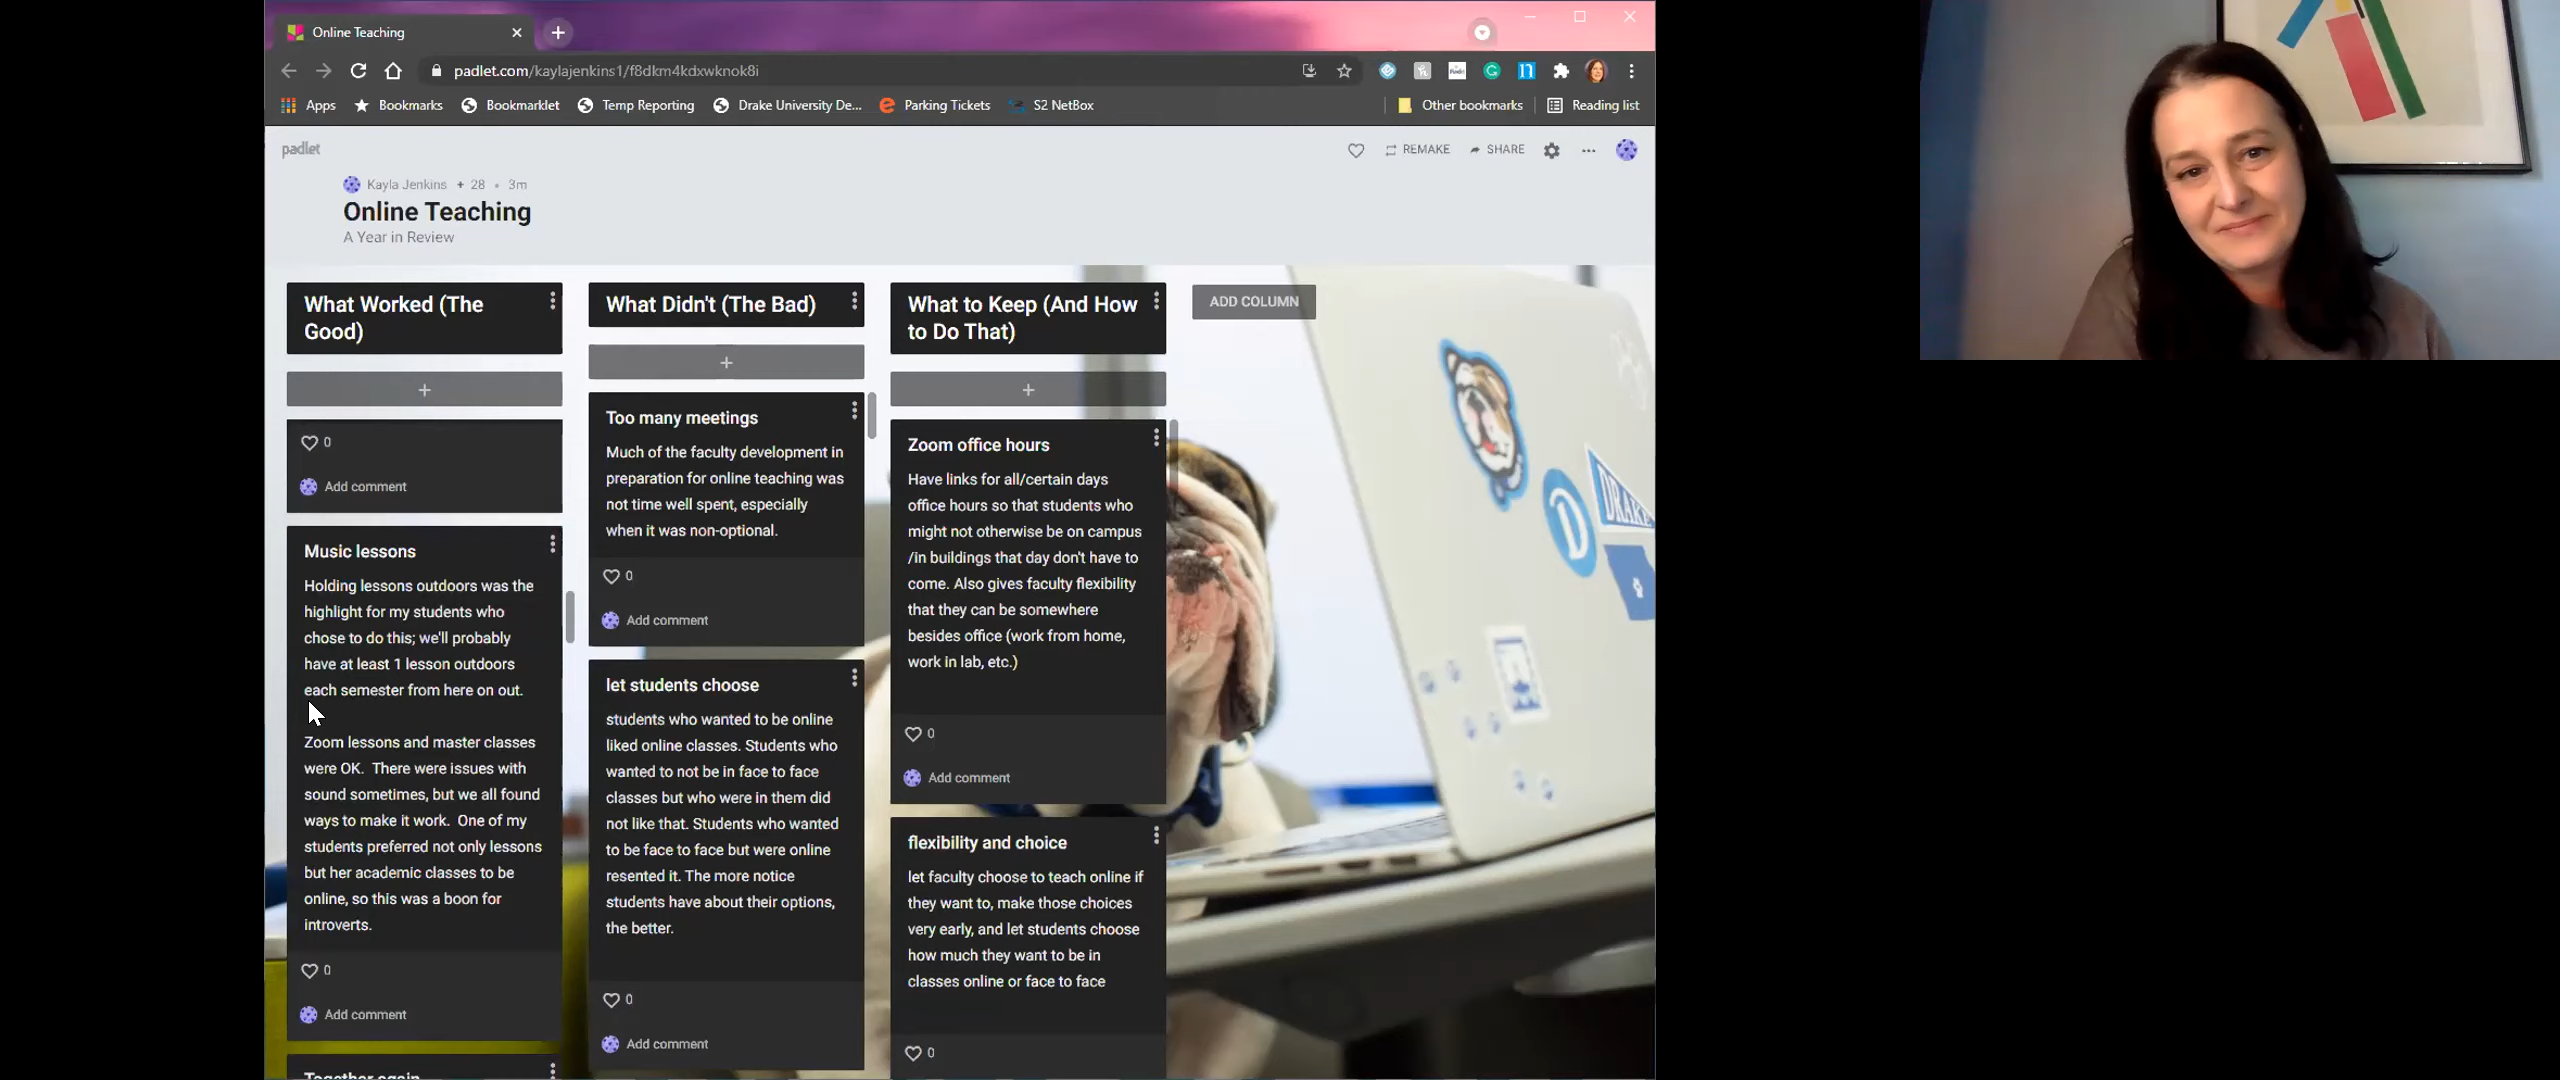 Online Teaching
padlet.com/kaylajenkins1/f8dkm4kdxwknok8i
Apps
Bookmarks
Bookmarklet
Temp Reporting
Drake University De...
Parking Tickets
S2 NetBox
Other bookmarks
Reading list
padlet
REMAKE
SHARE
Kayla Jenkins + 28 • 3m
Online Teaching
A Year in Review
What Worked (The
Good)
0
Add comment
Music lessons
Holding lessons outdoors was the
highlight for my students who
chose to do this; we'll probably
have at least 1 lesson outdoors
each semester from here on out.
Zoom lessons and master classes
were OK. There were issues with
sound sometimes, but we all found
ways to make it work. One of my
students preferred not only lessons
but her academic classes to be
online, so this was a boon for
introverts.
0
Add comment
Together again
What Didn't (The Bad)
Too many meetings
Much of the faculty development in
preparation for online teaching was
not time well spent, especially
when it was non-optional.
0
Add comment
let students choose
students who wanted to be online
liked online classes. Students who
wanted to not be in face to face
classes but who were in them did
not like that. Students who wanted
to be face to face but were online
resented it. The more notice
students have about their options,
the better.
0
Add comment
What to Keep (And How
to Do That)
Zoom office hours
Have links for all/certain days
office hours so that students who
might not otherwise be on campus
/in buildings that day don't have to
come. Also gives faculty flexibility
that they can be somewhere
besides office (work from home,
work in lab, etc.)
0
Add comment
flexibility and choice
let faculty choose to teach online if
they want to, make those choices
very early, and let students choose
how much they want to be in
classes online or face to face
0
ADD COLUMN
D
DRAKE